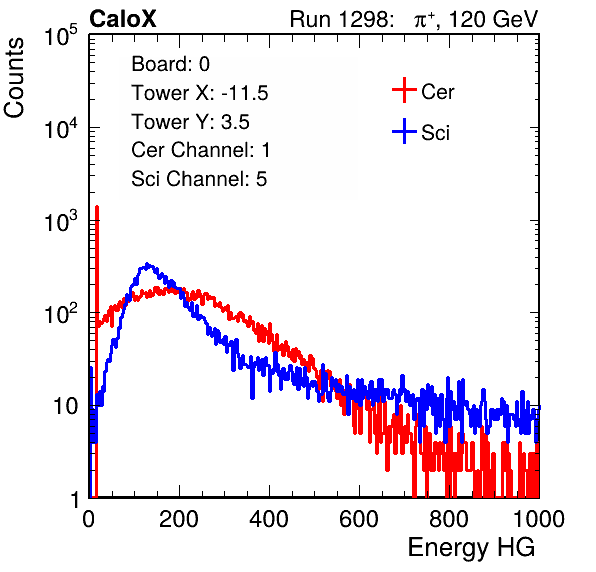 CaloX Run 1298: π⁺, 120 GeV
Counts
10⁵
10⁴
10³
10²
10
1
Board: 0
Tower X: -11.5
Tower Y: 3.5
Cer Channel: 1
Sci Channel: 5
Cer
Sci
0 200 400 600 800 1000
Energy HG